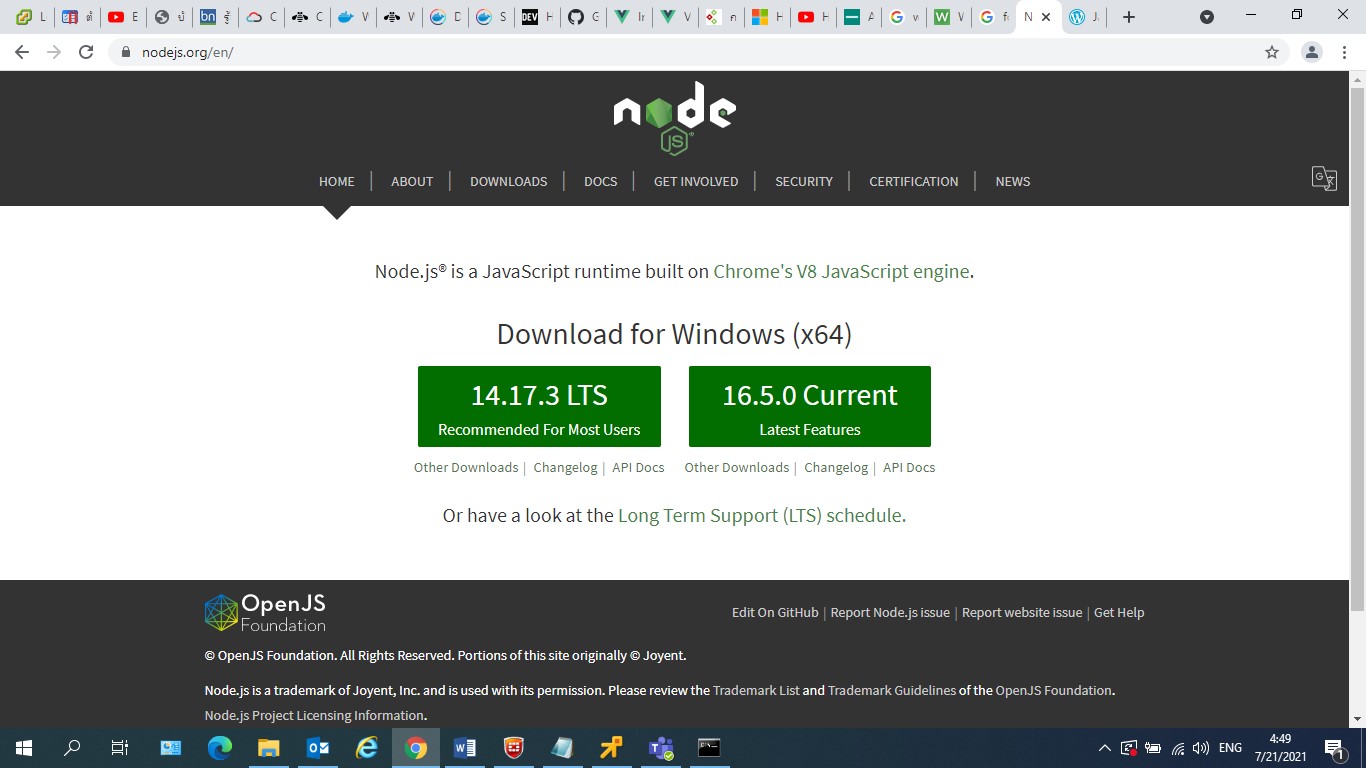 nodejs.org/en/
node
JS
HOME
ABOUT
DOWNLOADS
DOCS
GET INVOLVED
SECURITY
CERTIFICATION
NEWS
Node.js® is a JavaScript runtime built on Chrome's V8 JavaScript engine.
Download for Windows (x64)
14.17.3 LTS
Recommended For Most Users
Other Downloads | Changelog | API Docs
16.5.0 Current
Latest Features
Other Downloads | Changelog | API Docs
Or have a look at the Long Term Support (LTS) schedule.
OpenJS
Foundation
Edit On GitHub | Report Node.js issue | Report website issue | Get Help
© OpenJS Foundation. All Rights Reserved. Portions of this site originally © Joyent.
Node.js is a trademark of Joyent, Inc. and is used with its permission. Please review the Trademark List and Trademark Guidelines of the OpenJS Foundation.
Node.js Project Licensing Information.
ENG
4:49
7/21/2021
1